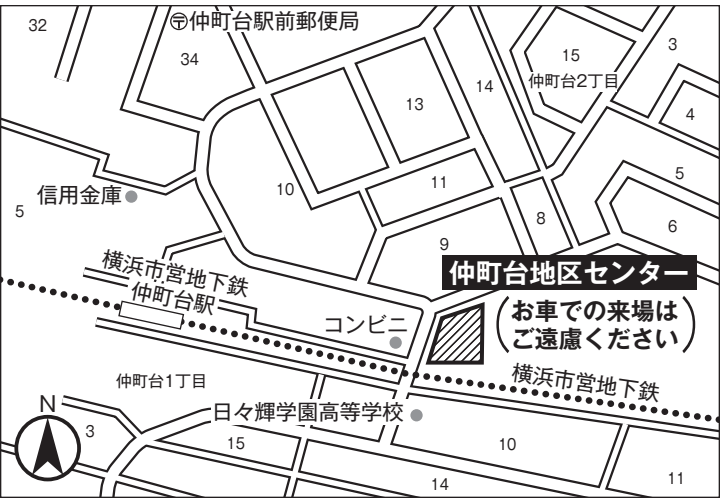 32
〒仲町台駅前郵便局
34
15
仲町台2丁目
3
14
13
4
11
10
5
信用金庫
5
8
6
9
横浜市営地下鉄
仲町台駅
仲町台地区センター
(お車での来場は
ご遠慮ください)
コンビニ
横浜市営地下鉄
仲町台1丁目
N
日々輝学園高等学校
3
15
10
14
11